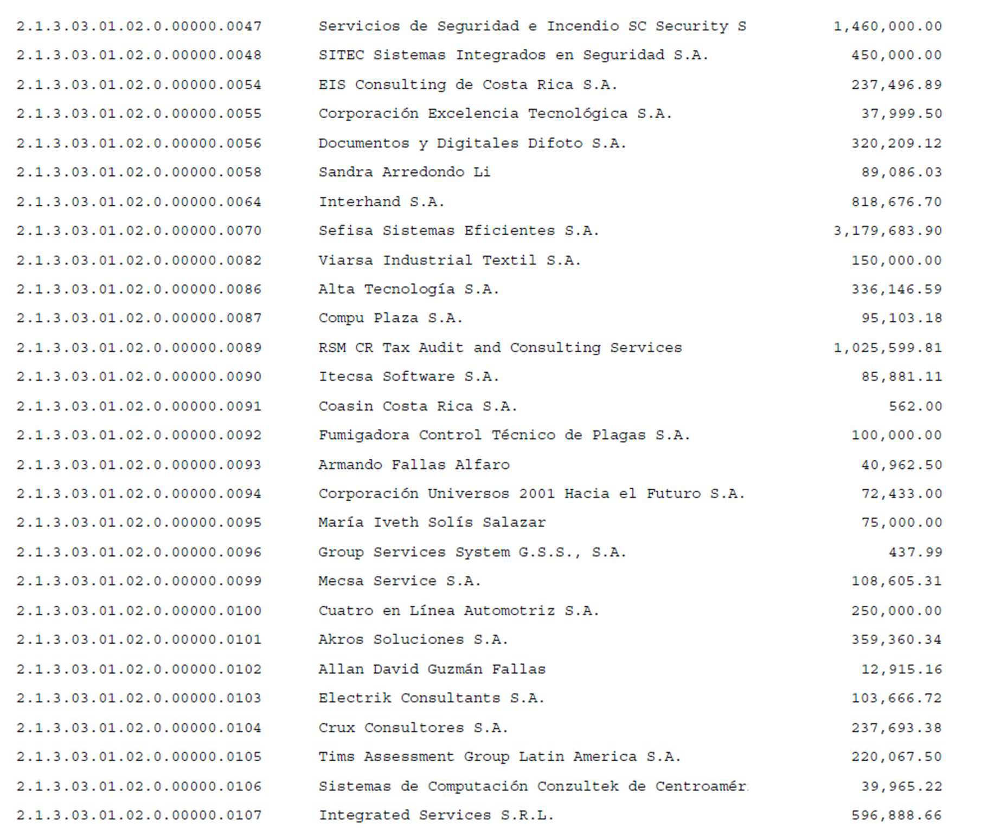 2.1.3.03.01.02.0.00000.0047 Servicios de Seguridad e Incendio SC Security S 1,460,000.00
2.1.3.03.01.02.0.00000.0048 SITEC Sistemas Integrados en Seguridad S.A. 450,000.00
2.1.3.03.01.02.0.00000.0054 EIS Consulting de Costa Rica S.A. 237,496.89
2.1.3.03.01.02.0.00000.0055 Corporación Excelencia Tecnológica S.A. 37,999.50
2.1.3.03.01.02.0.00000.0056 Documentos y Digitales Difoto S.A. 320,209.12
2.1.3.03.01.02.0.00000.0058 Sandra Arredondo Li 89,086.03
2.1.3.03.01.02.0.00000.0064 Interhand S.A. 818,676.70
2.1.3.03.01.02.0.00000.0070 Sefisa Sistemas Eficientes S.A. 3,179,683.90
2.1.3.03.01.02.0.00000.0082 Viarsa Industrial Textil S.A. 150,000.00
2.1.3.03.01.02.0.00000.0086 Alta Tecnología S.A. 336,146.59
2.1.3.03.01.02.0.00000.0087 Compu Plaza S.A. 95,103.18
2.1.3.03.01.02.0.00000.0089 RSM CR Tax Audit and Consulting Services 1,025,599.81
2.1.3.03.01.02.0.00000.0090 Itecsa Software S.A. 85,881.11
2.1.3.03.01.02.0.00000.0091 Coasin Costa Rica S.A. 562.00
2.1.3.03.01.02.0.00000.0092 Fumigadora Control Técnico de Plagas S.A. 100,000.00
2.1.3.03.01.02.0.00000.0093 Armando Fallas Alfaro 40,962.50
2.1.3.03.01.02.0.00000.0094 Corporación Universos 2001 Hacia el Futuro S.A. 72,433.00
2.1.3.03.01.02.0.00000.0095 María Iveth Solís Salazar 75,000.00
2.1.3.03.01.02.0.00000.0096 Group Services System G.S.S., S.A. 437.99
2.1.3.03.01.02.0.00000.0099 Mecsa Service S.A. 108,605.31
2.1.3.03.01.02.0.00000.0100 Cuatro en Línea Automotriz S.A. 250,000.00
2.1.3.03.01.02.0.00000.0101 Akros Soluciones S.A. 359,360.34
2.1.3.03.01.02.0.00000.0102 Allan David Guzmán Fallas 12,915.16
2.1.3.03.01.02.0.00000.0103 Electrik Consultants S.A. 103,666.72
2.1.3.03.01.02.0.00000.0104 Crux Consultores S.A. 237,693.38
2.1.3.03.01.02.0.00000.0105 Tims Assessment Group Latin America S.A. 220,067.50
2.1.3.03.01.02.0.00000.0106 Sistemas de Computación Conzultek de Centroamér 39,965.22
2.1.3.03.01.02.0.00000.0107 Integrated Services S.R.L. 596,888.66